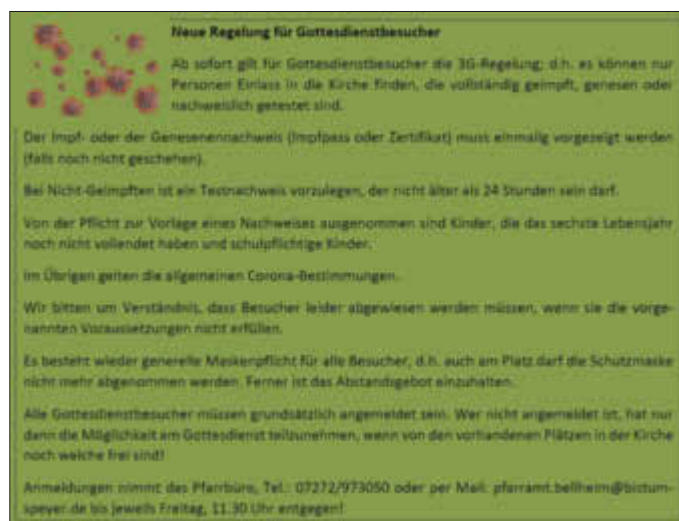 Neue Regelung für Gottesdienstbesucher
Ab sofort gilt für Gottesdienstbesucher die 3G-Regelung; d.h. es können nur
Personen Einlass in die Kirche finden, die vollständig geimpft, genesen oder
nachweislich getestet sind.
Der Impf- oder der Genesenennachweis (Impfpass oder Zertifikat) muss einmalig vorgezeigt werden
(falls noch nicht geschehen).
Bei Nicht-Geimpften ist ein Testnachweis vorzulegen, der nicht älter als 24 Stunden sein darf.
Von der Pflicht zur Vorlage eines Nachweises ausgenommen sind Kinder, die das sechste Lebensjahr
noch nicht vollendet haben und schulpflichtige Kinder.
Im Übrigen gelten die allgemeinen Corona-Bestimmungen.
Wir bitten um Verständnis, dass Besucher leider abgewiesen werden müssen, wenn sie die vorge-
nannten Voraussetzungen nicht erfüllen.
Es besteht wieder generelle Maskenpflicht für alle Besucher, d.h. auch am Platz darf die Schutzmaske
nicht mehr abgenommen werden. Ferner ist das Abstandsgebot einzuhalten.
Alle Gottesdienstbesucher müssen grundsätzlich angemeldet sein. Wer nicht angemeldet ist, hat nur
dann die Möglichkeit am Gottesdienst teilzunehmen, wenn von den vorhandenen Plätzen in der Kirche
noch welche frei sind!
Anmeldungen nimmt das Pfarrbüro, Tel.: 07272/973050 oder per Mail: pfarramt.bellheim@bistum-
speyer.de bis jeweils Freitag, 11.30 Uhr entgegen!